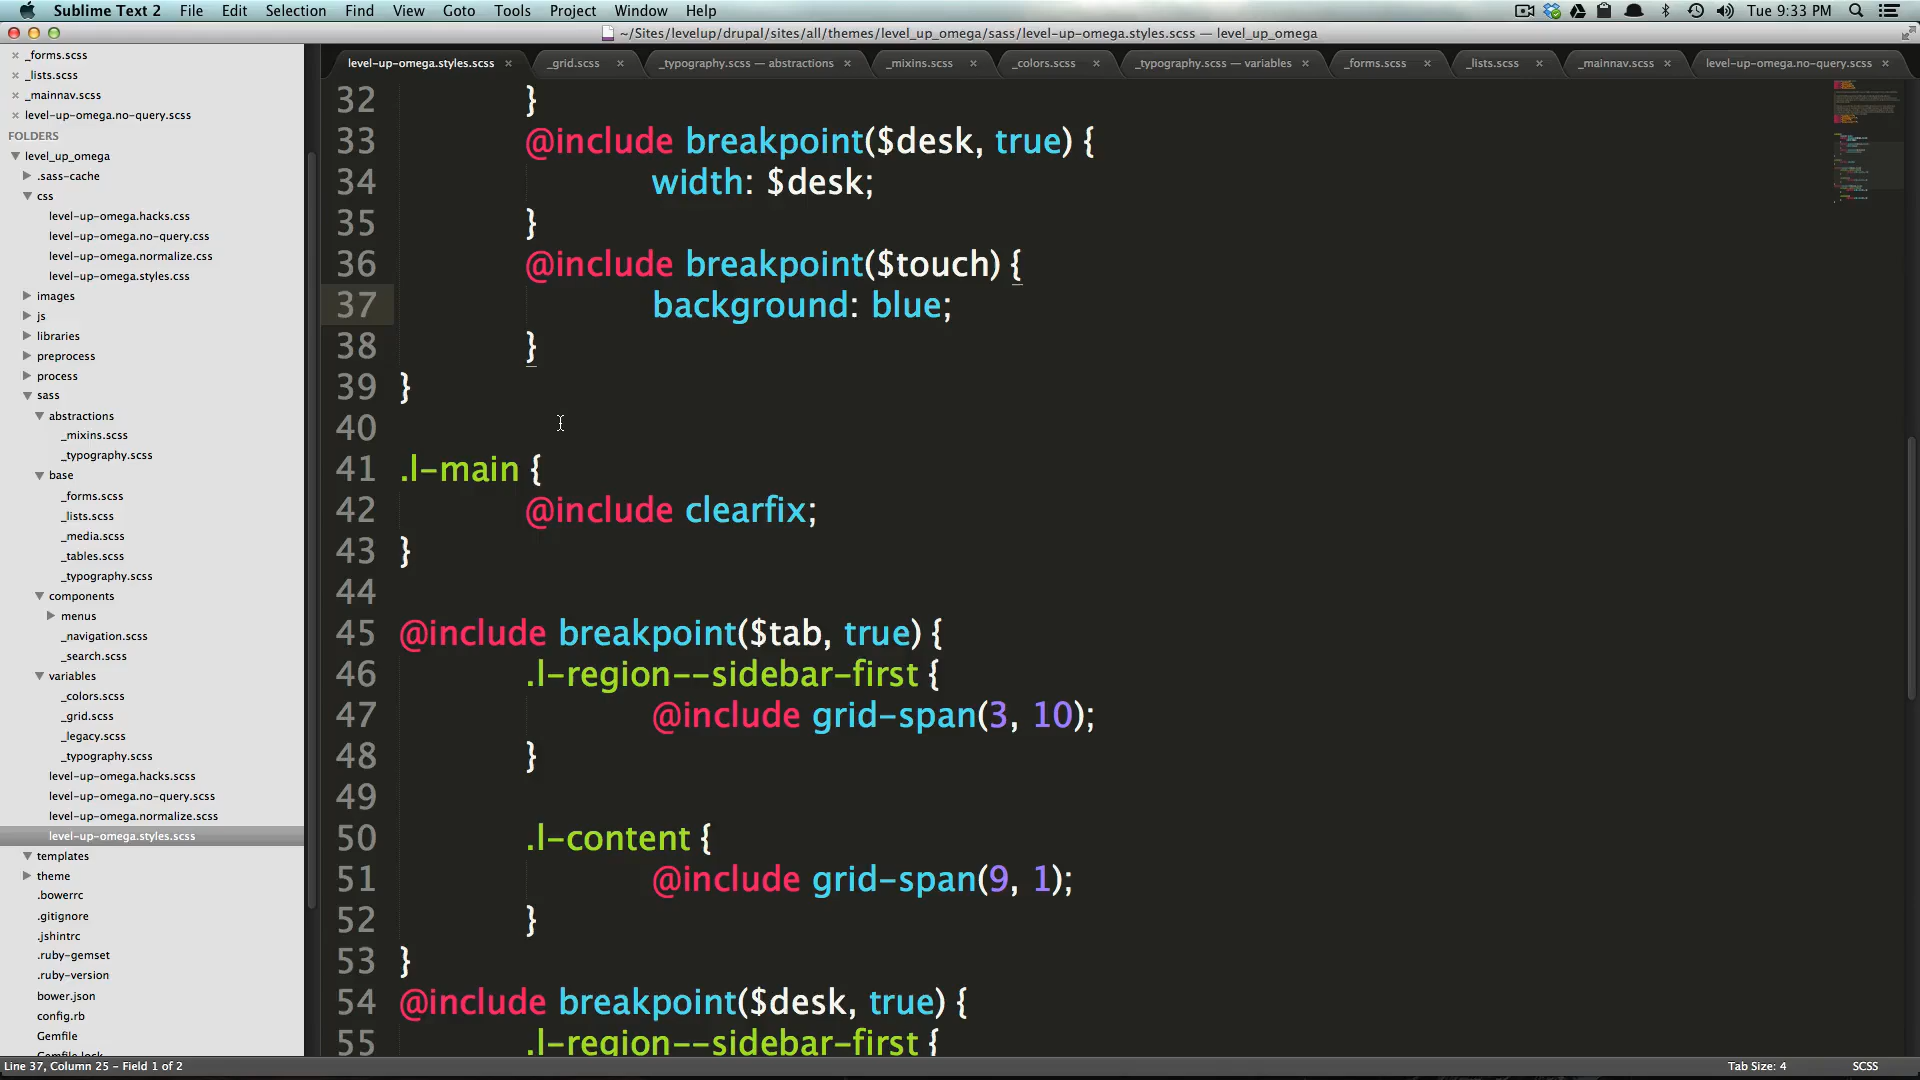 Sublime Text 2 File Edit Selection Find View Goto Tools Project Window Help Tue 9:33 PM
~/Sites/levelup/drupal/sites/all/themes/level_up_omega/sass/level-up-omega.styles.scss — level_up_omega
level-up-omega.styles.scss _grid.scss _typography.scss — abstractions _mixins.scss _colors.scss _typography.scss — variables _forms.scss _lists.scss _mainnav.scss level-up-omega.no-query.scss
_forms.scss
_lists.scss
_mainnav.scss
level-up-omega.no-query.scss
FOLDERS
level_up_omega
.sass-cache
css
level-up-omega.hacks.css
level-up-omega.no-query.css
level-up-omega.normalize.css
level-up-omega.styles.css
images
js
libraries
preprocess
process
sass
abstractions
_mixins.scss
_typography.scss
base
_forms.scss
_lists.scss
_media.scss
_tables.scss
_typography.scss
components
menus
_navigation.scss
_search.scss
variables
_colors.scss
_grid.scss
_legacy.scss
_typography.scss
level-up-omega.hacks.scss
level-up-omega.no-query.scss
level-up-omega.normalize.scss
level-up-omega.styles.scss
templates
theme
.bowerrc
.gitignore
.jshintrc
.ruby-gemset
.ruby-version
bower.json
config.rb
Gemfile
Gemfile.lock
32 }
33 @include breakpoint($desk, true) {
34 width: $desk;
35 }
36 @include breakpoint($touch) {
37 background: blue;
38 }
39 }
40
41 .l-main {
42 @include clearfix;
43 }
44
45 @include breakpoint($tab, true) {
46 .l-region--sidebar-first {
47 @include grid-span(3, 10);
48 }
49
50 .l-content {
51 @include grid-span(9, 1);
52 }
53 }
54 @include breakpoint($desk, true) {
55 .l-region--sidebar-first {
Line 37, Column 25 - Field 1 of 2 Tab Size: 4 SCSS